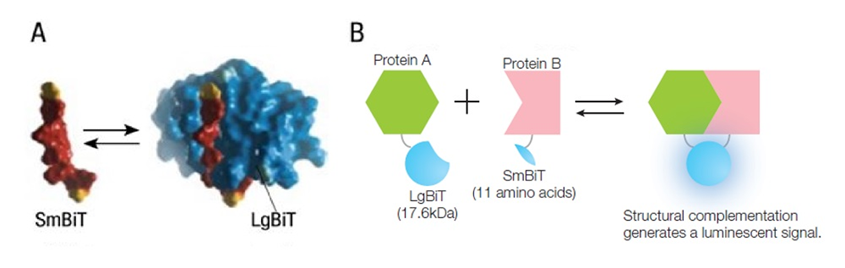 A
SmBiT
LgBiT
B
Protein A
Protein B
LgBiT
(17.6kDa)
SmBiT
(11 amino acids)
Structural complementation
generates a luminescent signal.